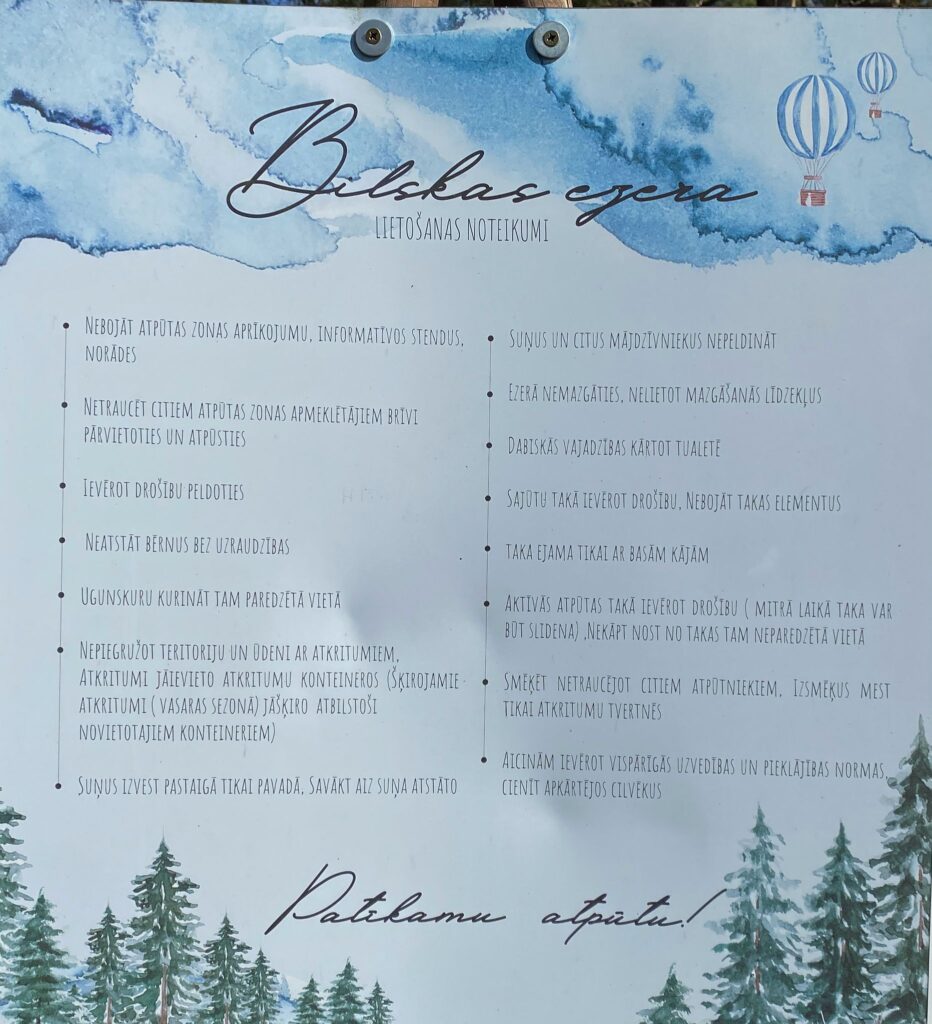 Bilskas ezera
LIETOŠANAS NOTEIKUMI
• NEBOJĀT ATPŪTAS ZONAS APRĪKOJUMU, INFORMATĪVOS STENDUS,
NORĀDES
• NETRAUCĒT CITIEM ATPŪTAS ZONAS APMEKLĒTĀJIEM BRĪVI
PĀRVIETOTIES UN ATPŪSTIES
• IEVĒROT DROŠĪBU PELDOTIES
• NEATSTĀT BĒRNUS BEZ UZRAUDZĪBAS
• UGUNSKURU KURINĀT TAM PAREDZĒTĀ VIETĀ
• NEPIEGRUŽOT TERITORIJU UN ŪDENI AR ATKRITUMIEM,
ATKRITUMI JĀIEVIETO ATKRITUMU KONTEINEROS (ŠĶIROJAMIE
ATKRITUMI ( VASARAS SEZONĀ) JĀŠĶIRO ATBILSTOŠI
NOVIETOTAJIEM KONTEINERIEM)
• SUŅUS IZVEST PASTAIGĀ TIKAI PAVADĀ, SAVĀKT AIZ SUŅA ATSTĀTO
• SUŅUS UN CITUS MĀJDZĪVNIEKUS NEPELDINĀT
• EZERĀ NEMAZGĀTIES, NELIETOT MAZGĀŠANĀS LĪDZEKĻUS
• DABISKĀS VAJADZĪBAS KĀRTOT TUALETĒ
• SAJŪTU TAKĀ IEVĒROT DROŠĪBU, NEBOJĀT TAKAS ELEMENTUS
• TAKA EJAMA TIKAI AR BASĀM KĀJĀM
• AKTĪVĀS ATPŪTAS TAKĀ IEVĒROT DROŠĪBU ( MITRĀ LAIKĀ TAKA VAR
BŪT SLIDENA) ,NEKĀPT NOST NO TAKAS TAM NEPAREDZĒTĀ VIETĀ
• SMĒĶĒT NETRAUCĒJOT CITIEM ATPŪTNIEKIEM, IZSMĒĶUS MEST
TIKAI ATKRITUMU TVERTNĒS
• AICINĀM IEVĒROT VISPĀRĪGĀS UZVEDĪBAS UN PIEKLĀJĪBAS NORMAS,
CIENĪT APKĀRTĒJOS CILVĒKUS
Patīkamu atpūtu!